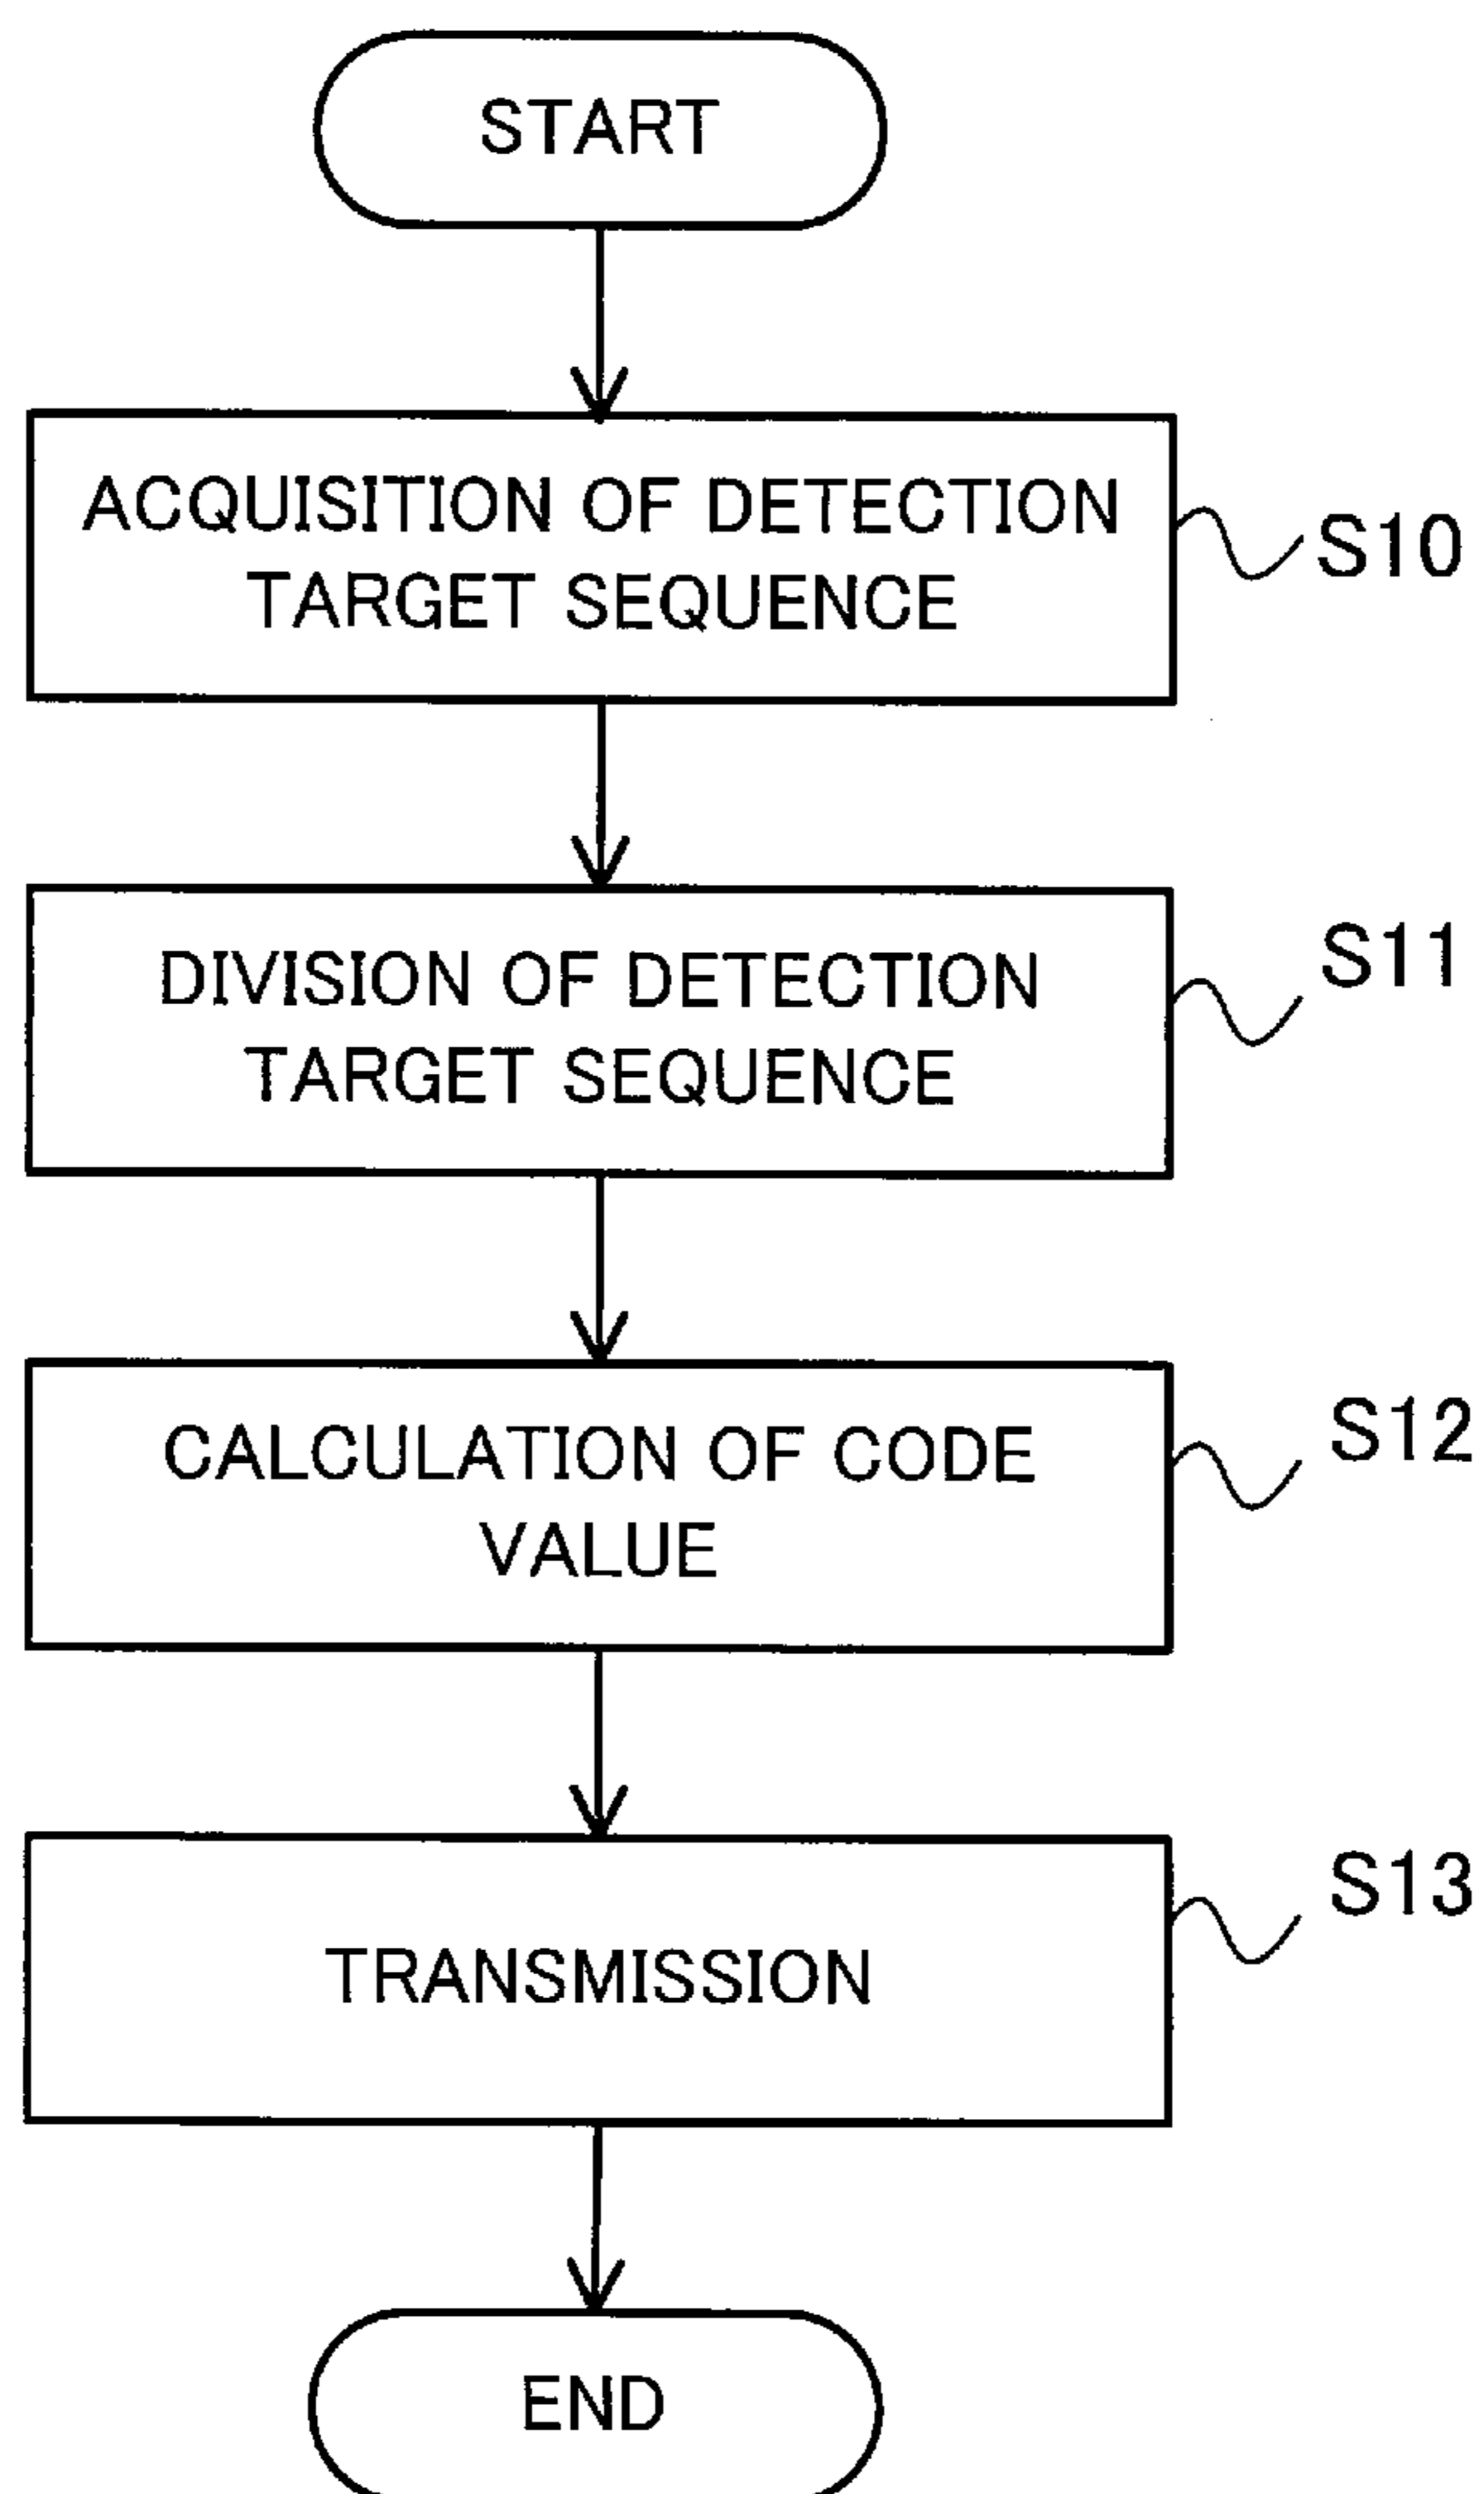 START
ACQUISITION OF DETECTION
TARGET SEQUENCE
S10
DIVISION OF DETECTION
TARGET SEQUENCE
S11
CALCULATION OF CODE
VALUE
S12
TRANSMISSION
S13
END